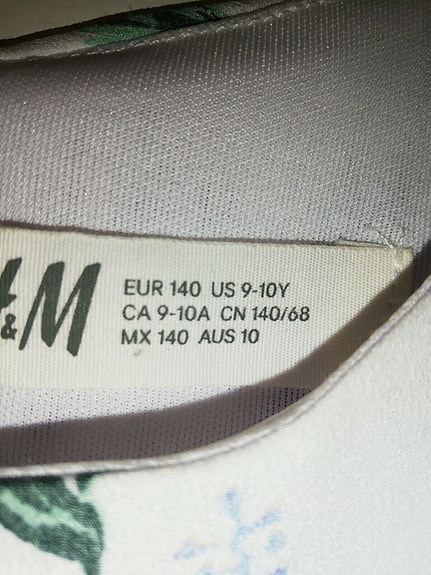 &M
EUR 140 US 9-10Y
CA 9-10A CN 140/68
MX 140 AUS 10